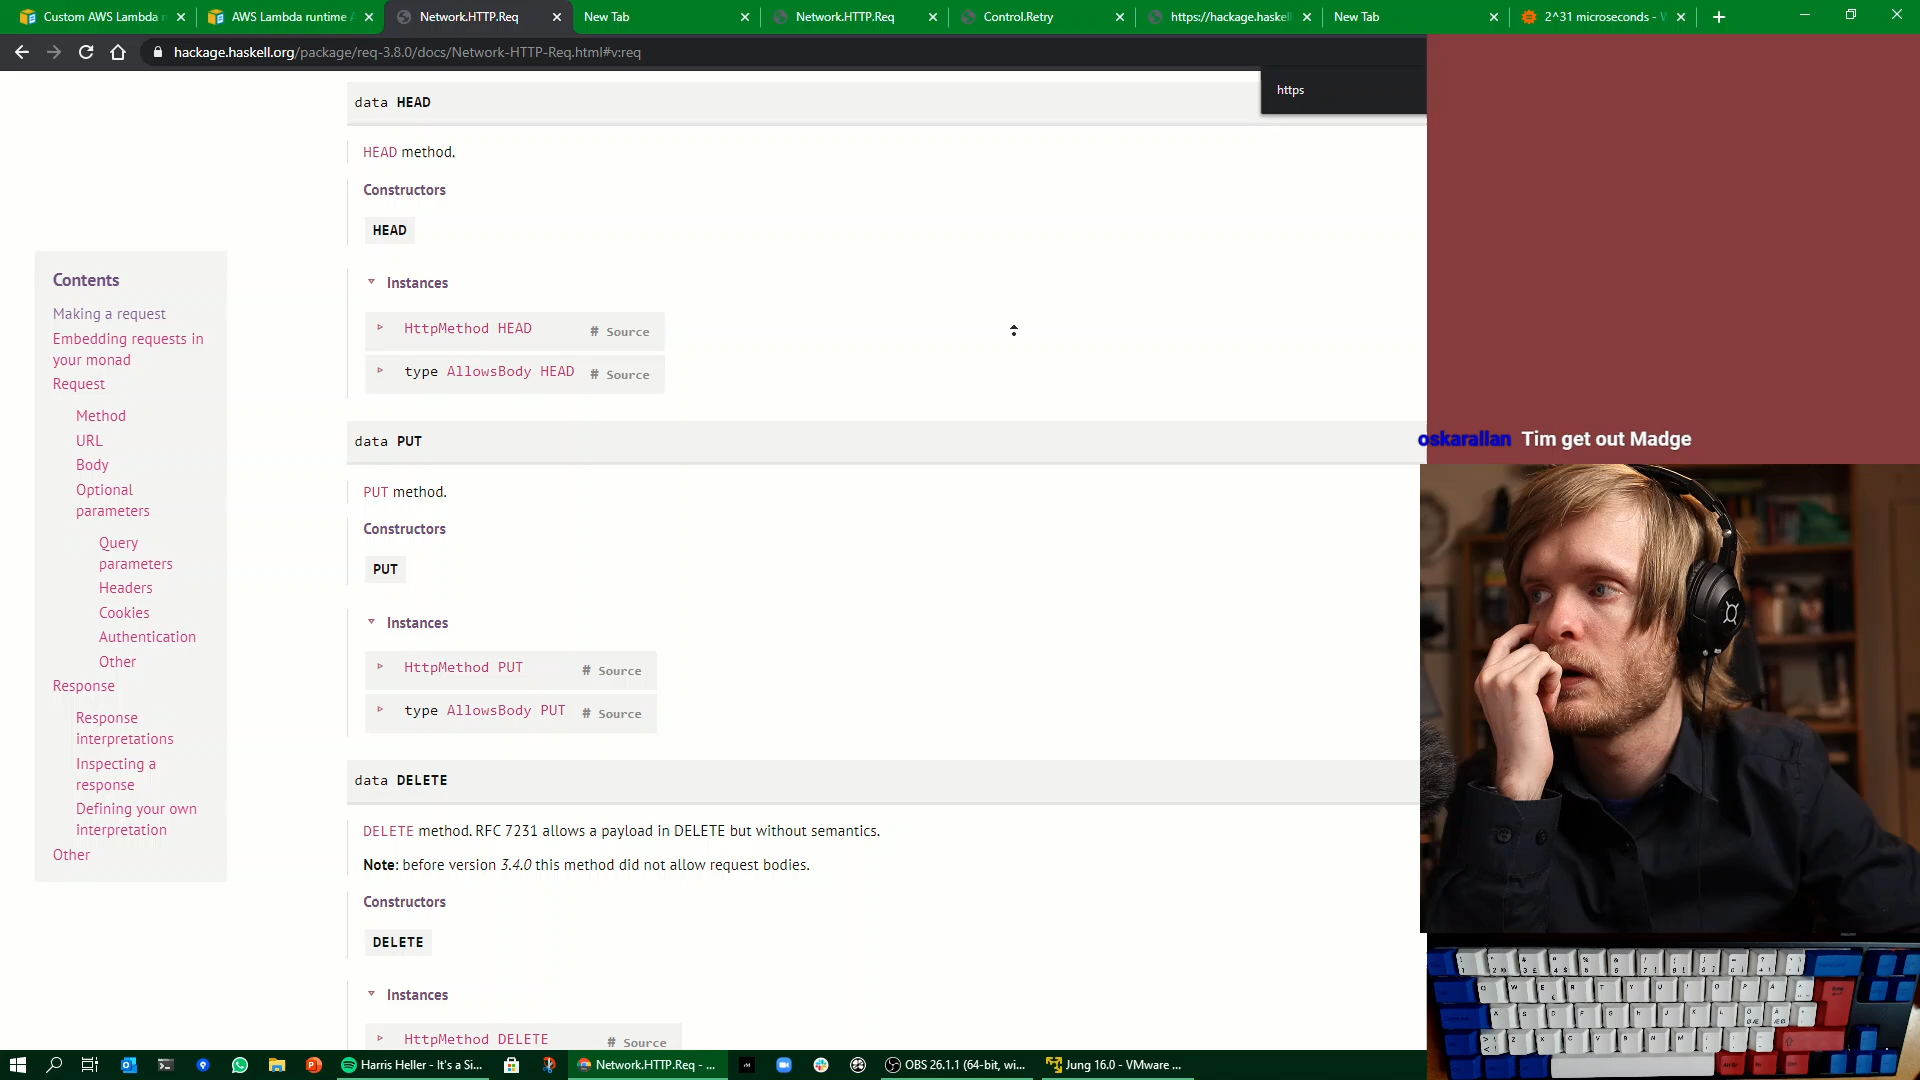 Custom AWS Lambda r
AWS Lambda runtime A
Network.HTTP.Req
New Tab
Network.HTTP.Req
Control.Retry
https://hackage.haskel
New Tab
2^31 microseconds - W
hackage.haskell.org/package/req-3.8.0/docs/Network-HTTP-Req.html#v:req
https
data HEAD
HEAD method.
Constructors
HEAD
Instances
HttpMethod HEAD # Source
type AllowsBody HEAD # Source
data PUT
PUT method.
Constructors
PUT
Instances
HttpMethod PUT # Source
type AllowsBody PUT # Source
data DELETE
DELETE method. RFC 7231 allows a payload in DELETE but without semantics.
Note: before version 3.4.0 this method did not allow request bodies.
Constructors
DELETE
Instances
HttpMethod DELETE # Source
Contents
Making a request
Embedding requests in
your monad
Request
Method
URL
Body
Optional
parameters
Query
parameters
Headers
Cookies
Authentication
Other
Response
Response
interpretations
Inspecting a
response
Defining your own
interpretation
Other
oskarallan Tim get out Madge
Harris Heller - It's a Si...
Network.HTTP.Req - ...
OBS 26.1.1 (64-bit, wi...
Jung 16.0 - VMware ...